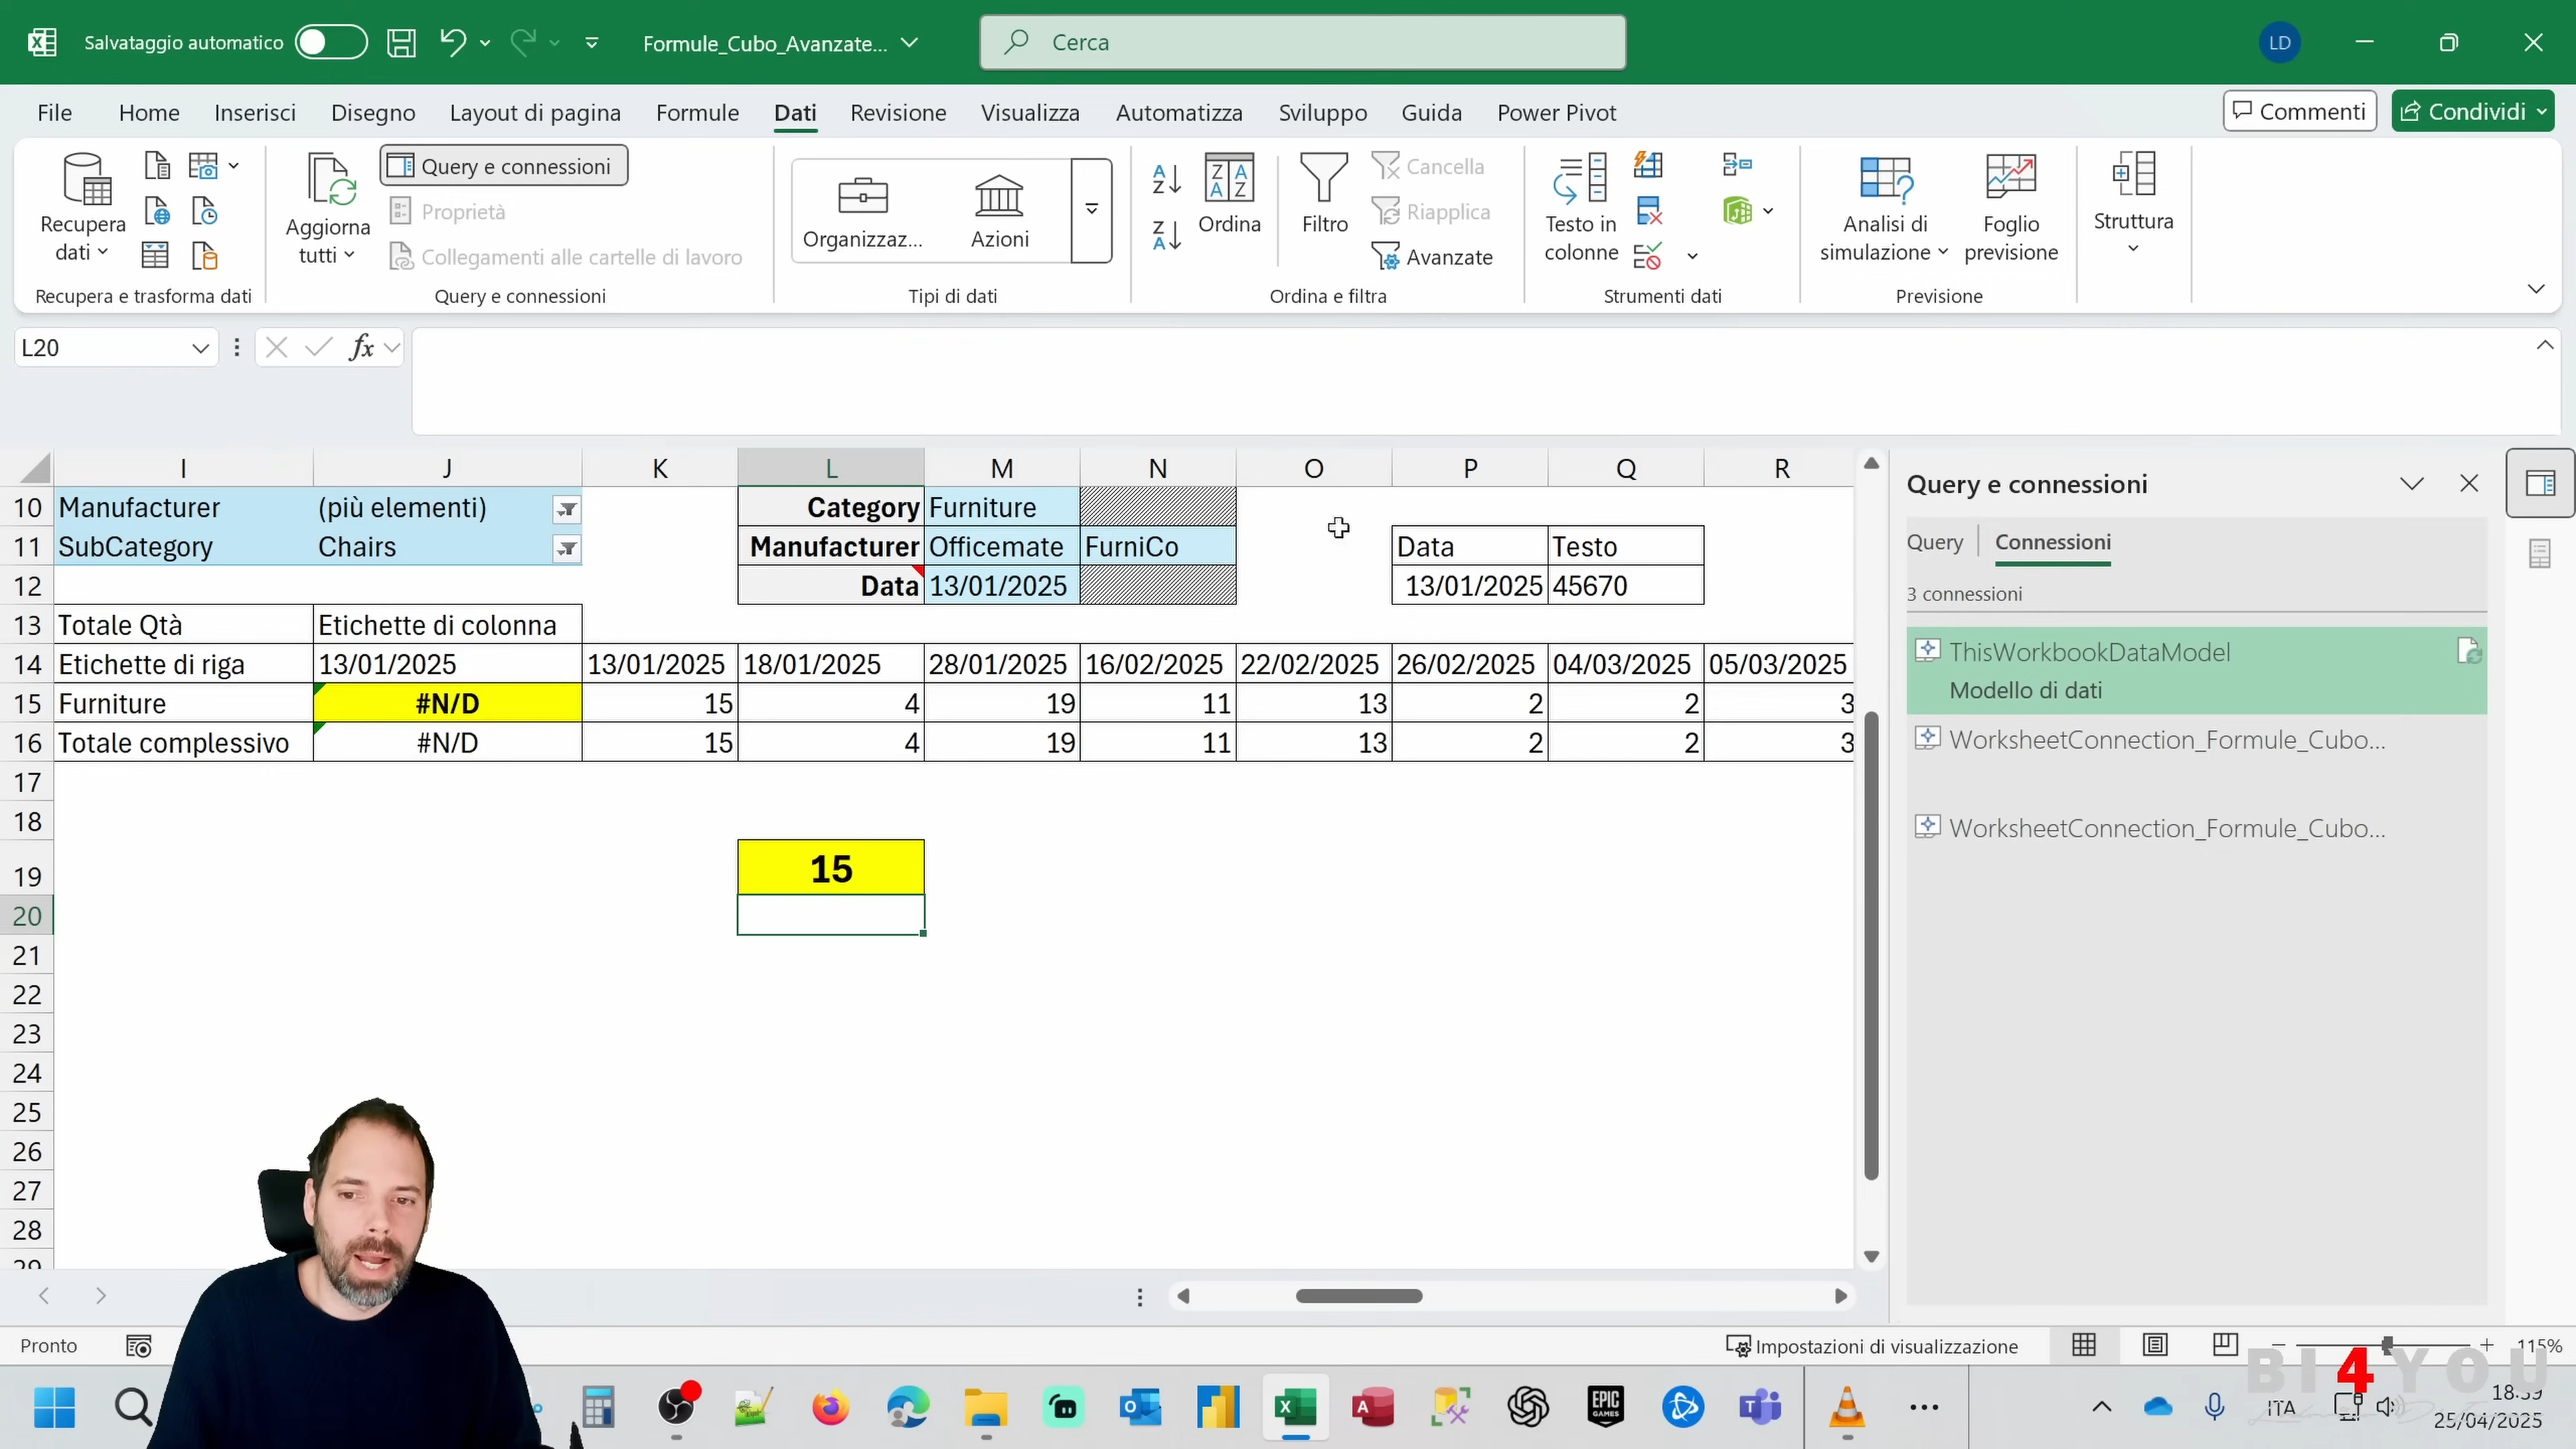 Salvataggio automatico
Formule_Cubo_Avanzate...
Cerca
LD
File Home Inserisci Disegno Layout di pagina Formule Dati Revisione Visualizza Automatizza Sviluppo Guida Power Pivot
Commenti
Condividi
Recupera dati
Recupera e trasforma dati
Aggiorna tutti
Query e connessioni
Proprietà
Collegamenti alle cartelle di lavoro
Query e connessioni
Organizzaz...
Azioni
Tipi di dati
Ordina
Filtro
Cancella
Riapplica
Avanzate
Ordina e filtra
Testo in colonne
Strumenti dati
Analisi di simulazione
Foglio previsione
Previsione
Struttura
L20
fx
I J K L M N O P Q R
10 Manufacturer (più elementi) Category Furniture
11 SubCategory Chairs Manufacturer Officemate FurniCo Data Testo
12 Data 13/01/2025 13/01/2025 45670
13 Totale Qtà Etichette di colonna
14 Etichette di riga 13/01/2025 13/01/2025 18/01/2025 28/01/2025 16/02/2025 22/02/2025 26/02/2025 04/03/2025 05/03/2025
15 Furniture #N/D 15 4 19 11 13 2 2 3
16 Totale complessivo #N/D 15 4 19 11 13 2 2 3
17
18
19 15
20
21
22
23
24
25
26
27
28
29
Query e connessioni
Query
Connessioni
3 connessioni
ThisWorkbookDataModel
Modello di dati
WorksheetConnection_Formule_Cubo...
WorksheetConnection_Formule_Cubo...
Pronto
Impostazioni di visualizzazione
115%
BI4YOU
EPIC GAMES
ITA
18:39
25/04/2025